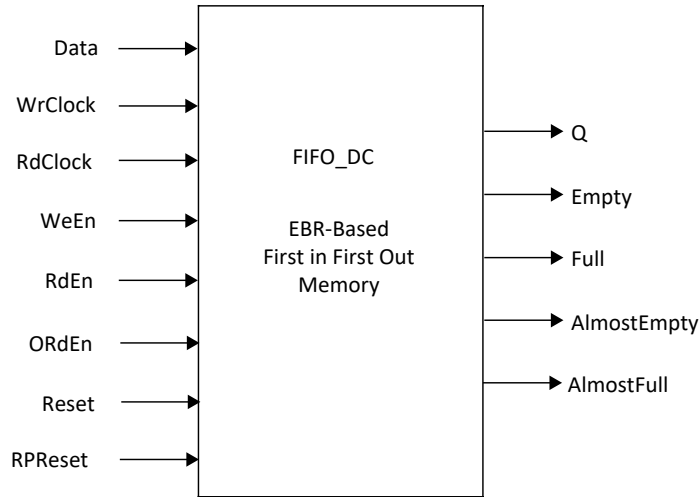 Data
WrClock
RdClock
WeEn
RdEn
ORdEn
Reset
RPReset
FIFO_DC
EBR-Based
First in First Out
Memory
Q
Empty
Full
AlmostEmpty
AlmostFull